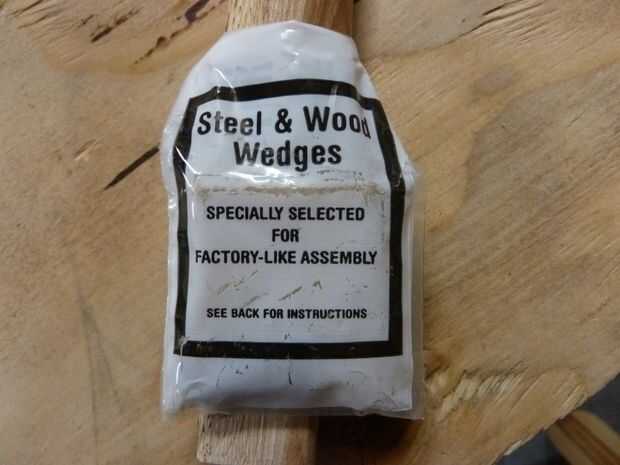 Steel & Wood
Wedges
SPECIALLY SELECTED
FOR
FACTORY-LIKE ASSEMBLY
SEE BACK FOR INSTRUCTIONS